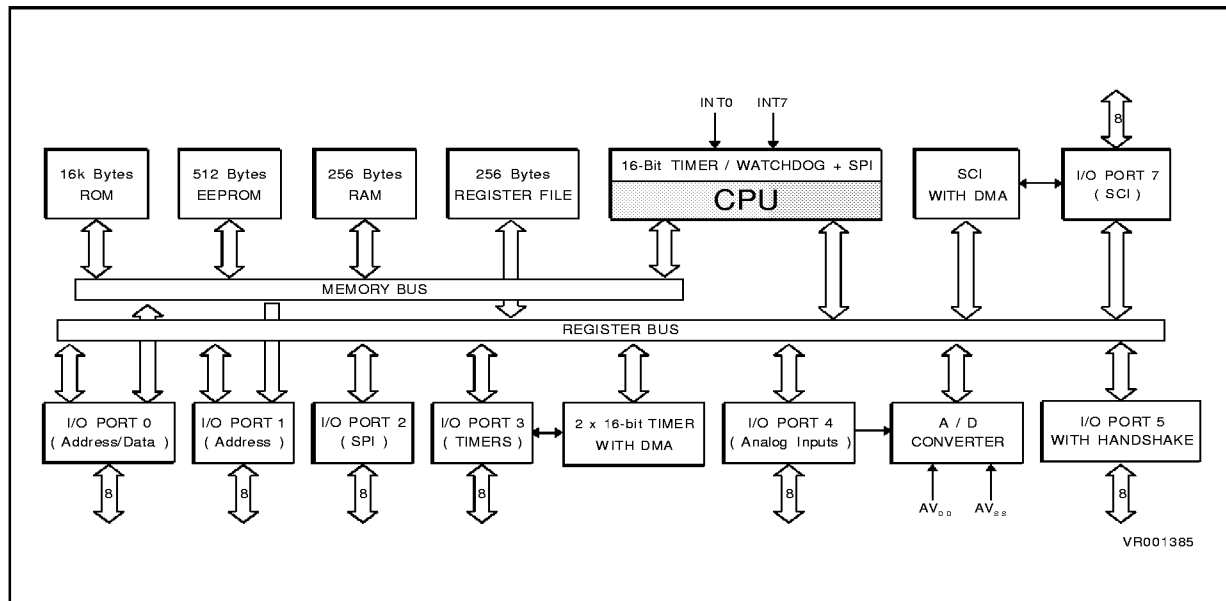 INT0 INT7
8
16k Bytes
ROM
512 Bytes
EEPROM
256 Bytes
RAM
256 Bytes
REGISTER FILE
16-Bit TIMER / WATCHDOG + SPI
CPU
SCI
WITH DMA
I/O PORT 7
( SCI )
MEMORY BUS
REGISTER BUS
I/O PORT 0
( Address/Data )
I/O PORT 1
( Address )
I/O PORT 2
( SPI )
I/O PORT 3
( TIMERS )
2 x 16-bit TIMER
WITH DMA
I/O PORT 4
( Analog Inputs )
A / D
CONVERTER
I/O PORT 5
WITH HANDSHAKE
8 8 8 8 8 8
AVDD AVSS
VR001385